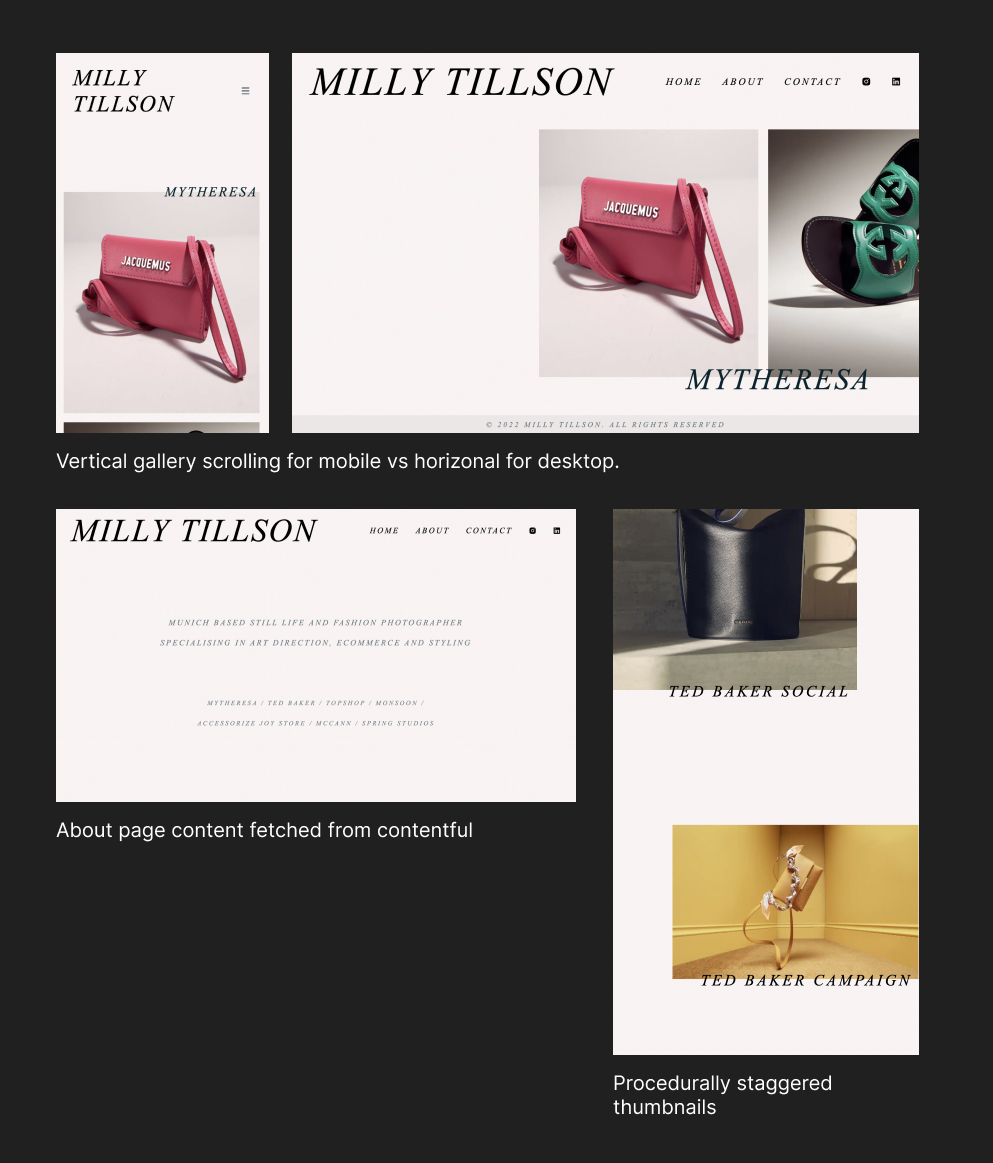 MILLY
TILLSON
MYTHERESA
JACQUEMUS
MILLY TILLSON
HOME ABOUT CONTACT
JACQUEMUS
MYTHERESA
© 2022 MILLY TILLSON. ALL RIGHTS RESERVED
Vertical gallery scrolling for mobile vs horizonal for desktop.
MILLY TILLSON
HOME ABOUT CONTACT
MUNICH BASED STILL LIFE AND FASHION PHOTOGRAPHER
SPECIALISING IN ART DIRECTION, ECOMMERCE AND STYLING
MYTHERESA / TED BAKER / TOPSHOP / MONSOON /
ACCESSORIZE JOY STORE / MCCANN / SPRING STUDIOS
About page content fetched from contentful
TED BAKER SOCIAL
TED BAKER CAMPAIGN
Procedurally staggered
thumbnails